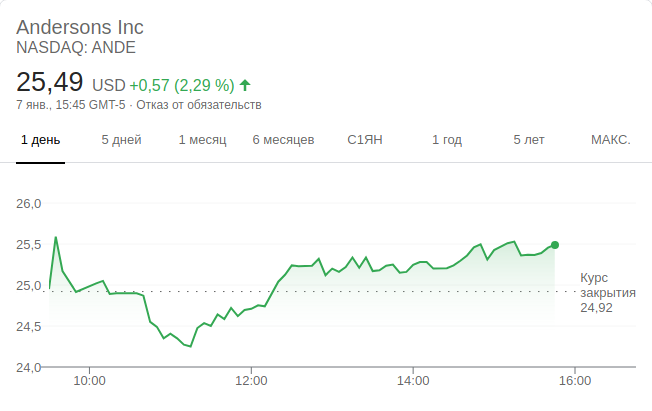 Andersons Inc
NASDAQ: ANDE
25,49 USD +0,57 (2,29 %)
7 янв., 15:45 GMT-5 · Отказ от обязательств
1 день 5 дней 1 месяц 6 месяцев С1ЯН 1 год 5 лет МАКС.
26,0
25,5
25,0
24,5
24,0
Курс
закрытия
24,92
10:00 12:00 14:00 16:00